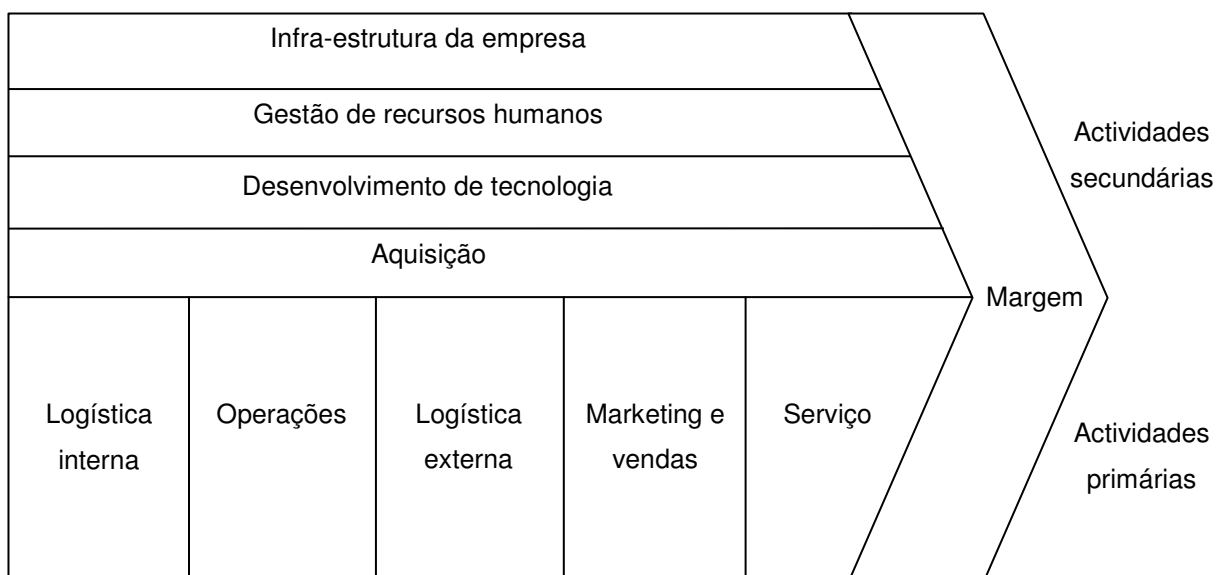 Infra-estrutura da empresa
Gestão de recursos humanos
Desenvolvimento de tecnologia
Aquisição
Actividades
secundárias
Margem
Logística
interna
Operações
Logística
externa
Marketing e
vendas
Serviço
Actividades
primárias